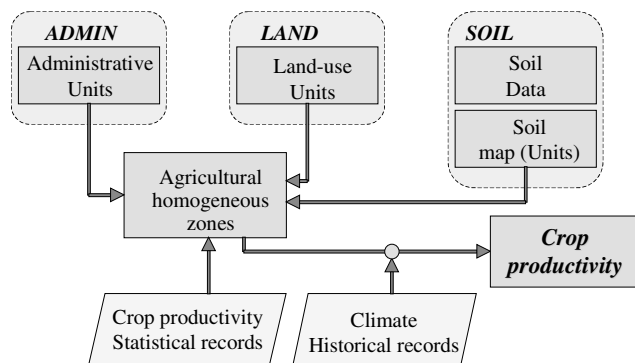 ADMIN
Administrative
Units
LAND
Land-use
Units
SOIL
Soil
Data
Soil
map (Units)
Agricultural
homogeneous
zones
Crop
productivity
Crop productivity
Statistical records
Climate
Historical records